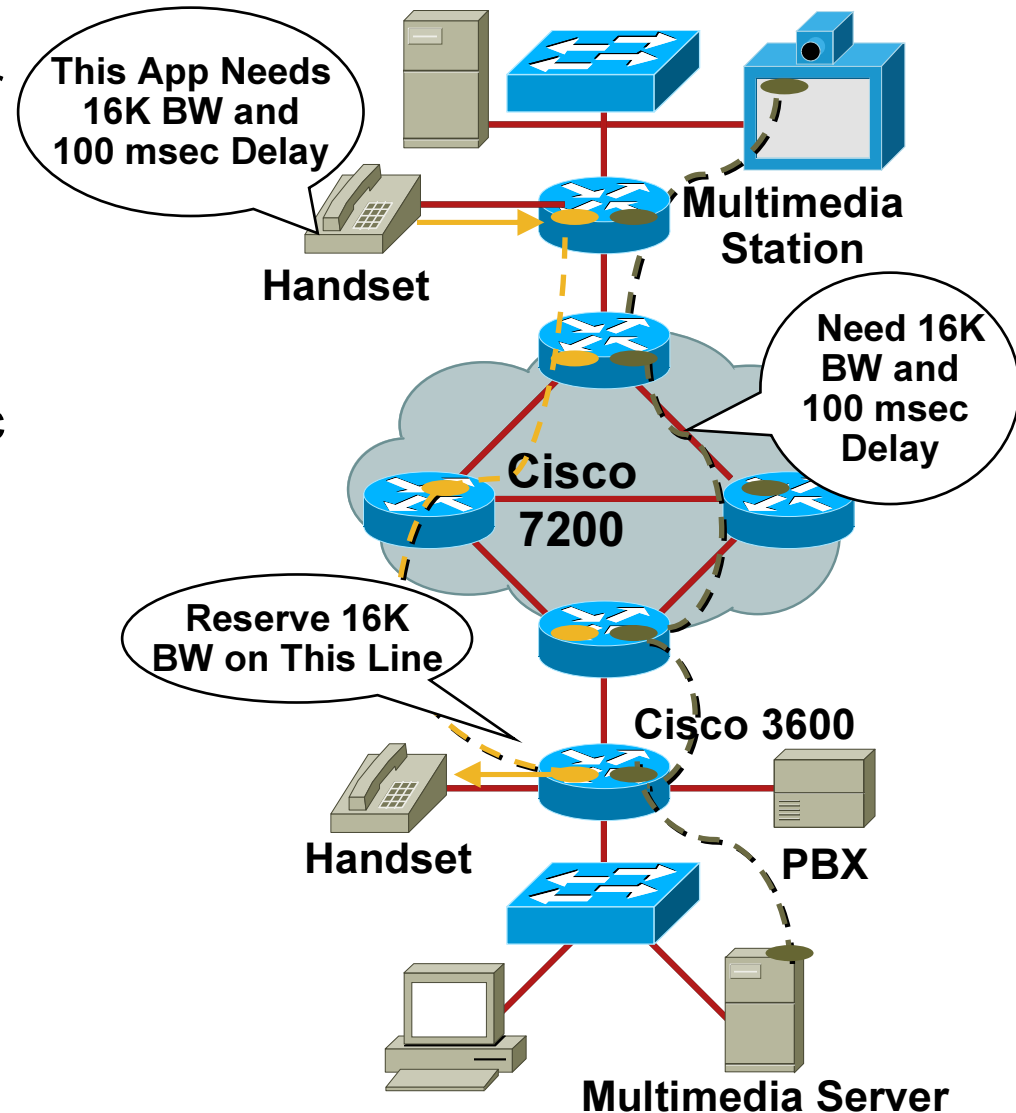 This App Needs
16K BW and
100 msec Delay
Multimedia
Station
Handset
Need 16K
BW and
100 msec
Delay
Cisco
7200
Reserve 16K
BW on This Line
Cisco 3600
Handset
PBX
Multimedia Server